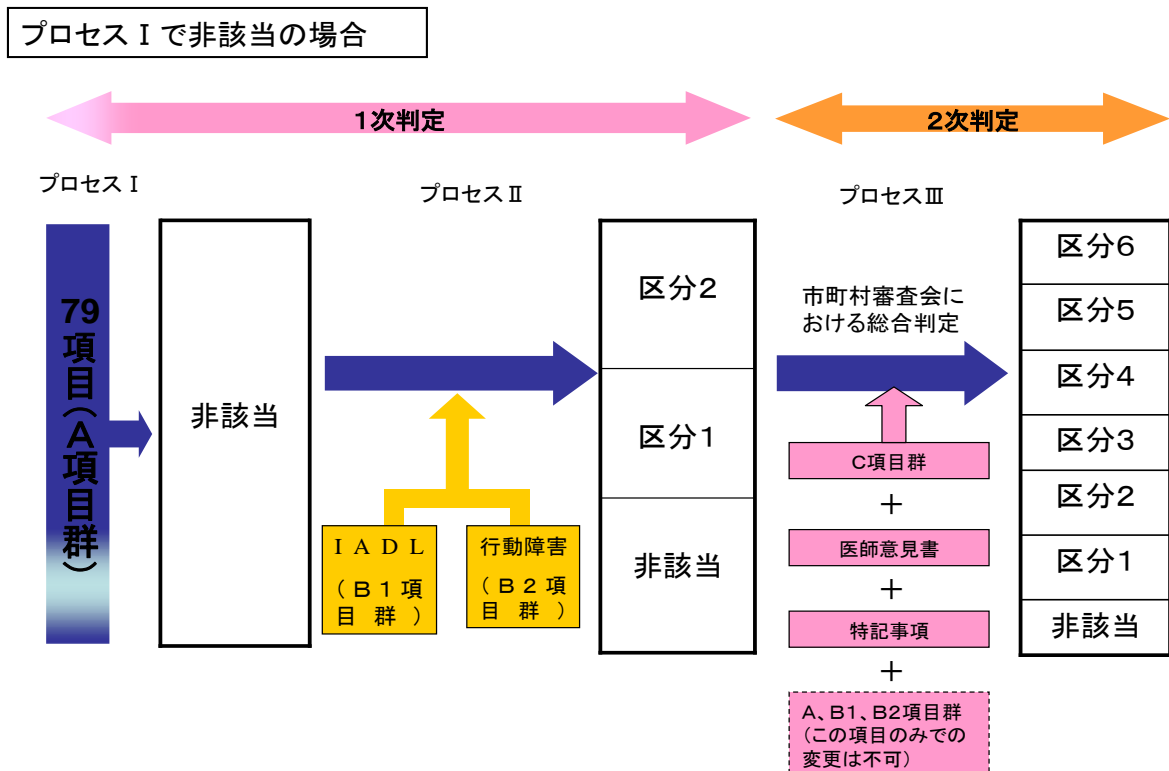 プロセスⅠで非該当の場合
1次判定
2次判定
プロセスⅠ
プロセスⅡ
プロセスⅢ
79項目(A項目群)
非該当
IADL
(B1項
目群)
行動障害
(B2項
目群)
区分2
区分1
非該当
市町村審査会に
おける総合判定
C項目群
+
医師意見書
+
特記事項
+
A、B1、B2項目群
(この項目のみでの
変更は不可)
区分6
区分5
区分4
区分3
区分2
区分1
非該当